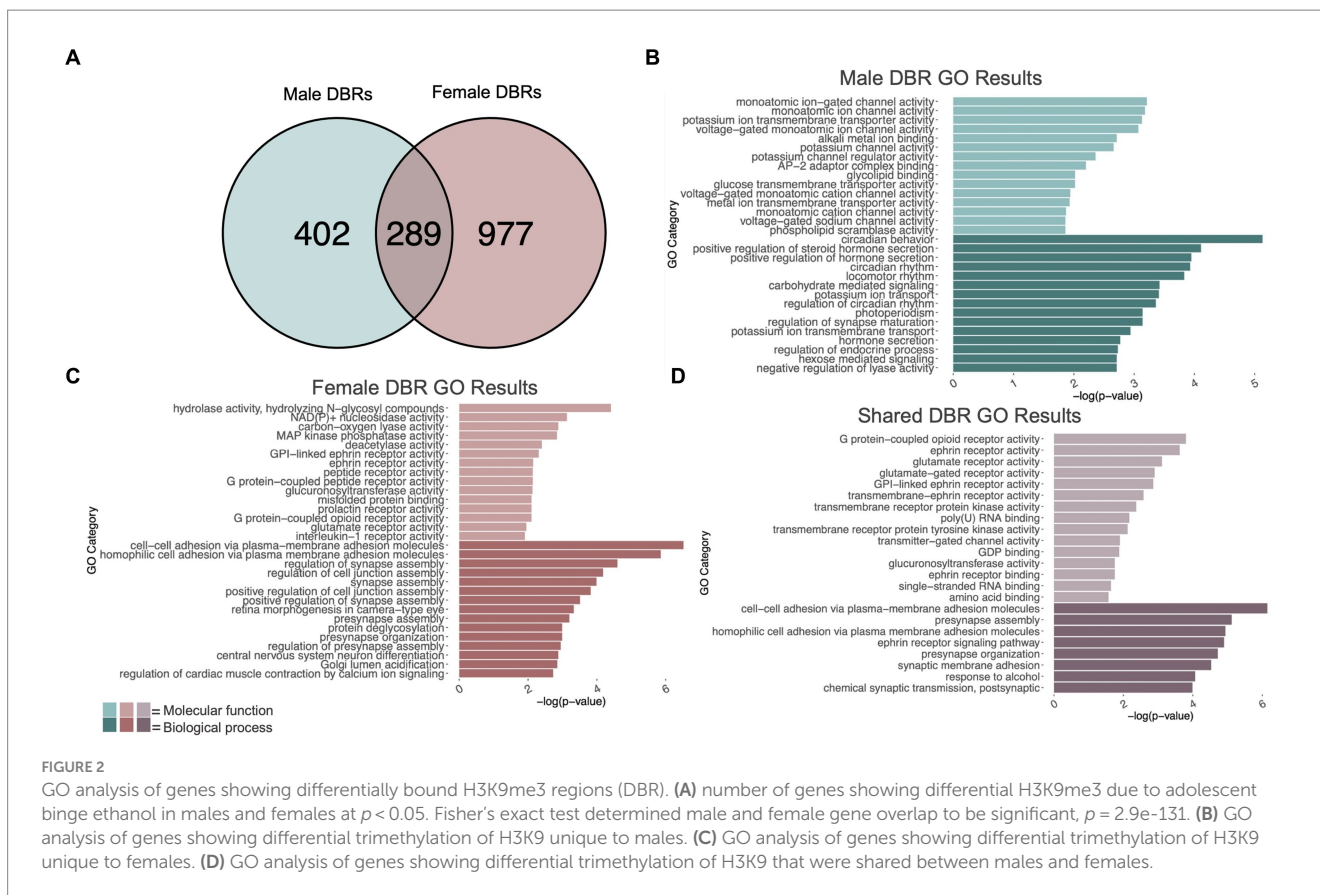 A
Male DBRs
Female DBRs
402
289
977
B
Male DBR GO Results
GO Category
monoatomic ion-gated channel activity
monoatomic ion channel activity
potassium ion transmembrane transporter activity
voltage-gated monoatomic ion channel activity
alkali metal ion binding
potassium channel activity
potassium channel regulator activity
AP-2 adaptor complex binding
glycolipid binding
glucose transmembrane transporter activity
voltage-gated monoatomic cation channel activity
metal ion transmembrane transporter activity
monoatomic cation channel activity
voltage-gated sodium channel activity
phospholipid scramblase activity
circadian behavior
positive regulation of steroid hormone secretion
positive regulation of hormone secretion
circadian rhythm
locomotor rhythm
carbohydrate mediated signaling
potassium ion transport
regulation of circadian rhythm
photoperiodism
regulation of synapse maturation
potassium ion transmembrane transport
hormone secretion
regulation of endocrine process
hexose mediated signaling
negative regulation of lyase activity
0 1 2 3 4 5
-log(p-value)
C
Female DBR GO Results
GO Category
hydrolase activity, hydrolyzing N-glycosyl compounds
NAD(P)+ nucleosidase activity
carbon-oxygen lyase activity
MAP kinase phosphatase activity
deacetylase activity
GPI-linked ephrin receptor activity
ephrin receptor activity
peptide receptor activity
G protein-coupled peptide receptor activity
glucuronosyltransferase activity
misfolded protein binding
prolactin receptor activity
G protein-coupled opioid receptor activity
glutamate receptor activity
interleukin-1 receptor activity
cell-cell adhesion via plasma-membrane adhesion molecules
homophilic cell adhesion via plasma membrane adhesion molecules
regulation of synapse assembly
regulation of cell junction assembly
synapse assembly
positive regulation of cell junction assembly
positive regulation of synapse assembly
retina morphogenesis in camera-type eye
presynapse assembly
protein deglycosylation
presynapse organization
regulation of presynapse assembly
central nervous system neuron differentiation
Golgi lumen acidification
regulation of cardiac muscle contraction by calcium ion signaling
0 2 4 6
-log(p-value)
= Molecular function
= Biological process
D
Shared DBR GO Results
GO Category
G protein-coupled opioid receptor activity
ephrin receptor activity
glutamate receptor activity
glutamate-gated receptor activity
GPI-linked ephrin receptor activity
transmembrane-ephrin receptor activity
transmembrane receptor protein kinase activity
poly(U) RNA binding
transmembrane receptor protein tyrosine kinase activity
transmitter-gated channel activity
GDP binding
glucuronosyltransferase activity
ephrin receptor binding
single-stranded RNA binding
amino acid binding
cell-cell adhesion via plasma-membrane adhesion molecules
presynapse assembly
homophilic cell adhesion via plasma membrane adhesion molecules
ephrin receptor signaling pathway
presynapse organization
synaptic membrane adhesion
response to alcohol
chemical synaptic transmission, postsynaptic
0 2 4 6
-log(p-value)
FIGURE 2
GO analysis of genes showing differentially bound H3K9me3 regions (DBR). (A) number of genes showing differential H3K9me3 due to adolescent
binge ethanol in males and females at p < 0.05. Fisher's exact test determined male and female gene overlap to be significant, p = 2.9e-131. (B) GO
analysis of genes showing differential trimethylation of H3K9 unique to males. (C) GO analysis of genes showing differential trimethylation of H3K9
unique to females. (D) GO analysis of genes showing differential trimethylation of H3K9 that were shared between males and females.